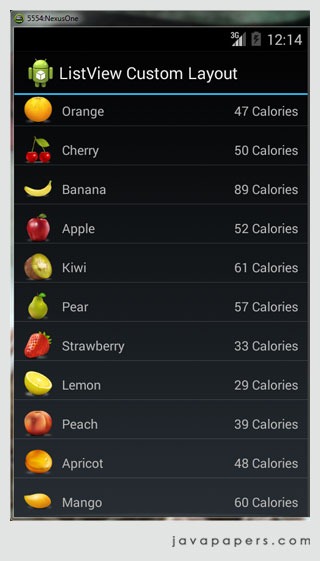 5554:NexusOne
3G 12:14
ListView Custom Layout
Orange 47 Calories
Cherry 50 Calories
Banana 89 Calories
Apple 52 Calories
Kiwi 61 Calories
Pear 57 Calories
Strawberry 33 Calories
Lemon 29 Calories
Peach 39 Calories
Apricot 48 Calories
Mango 60 Calories
javapapers.com